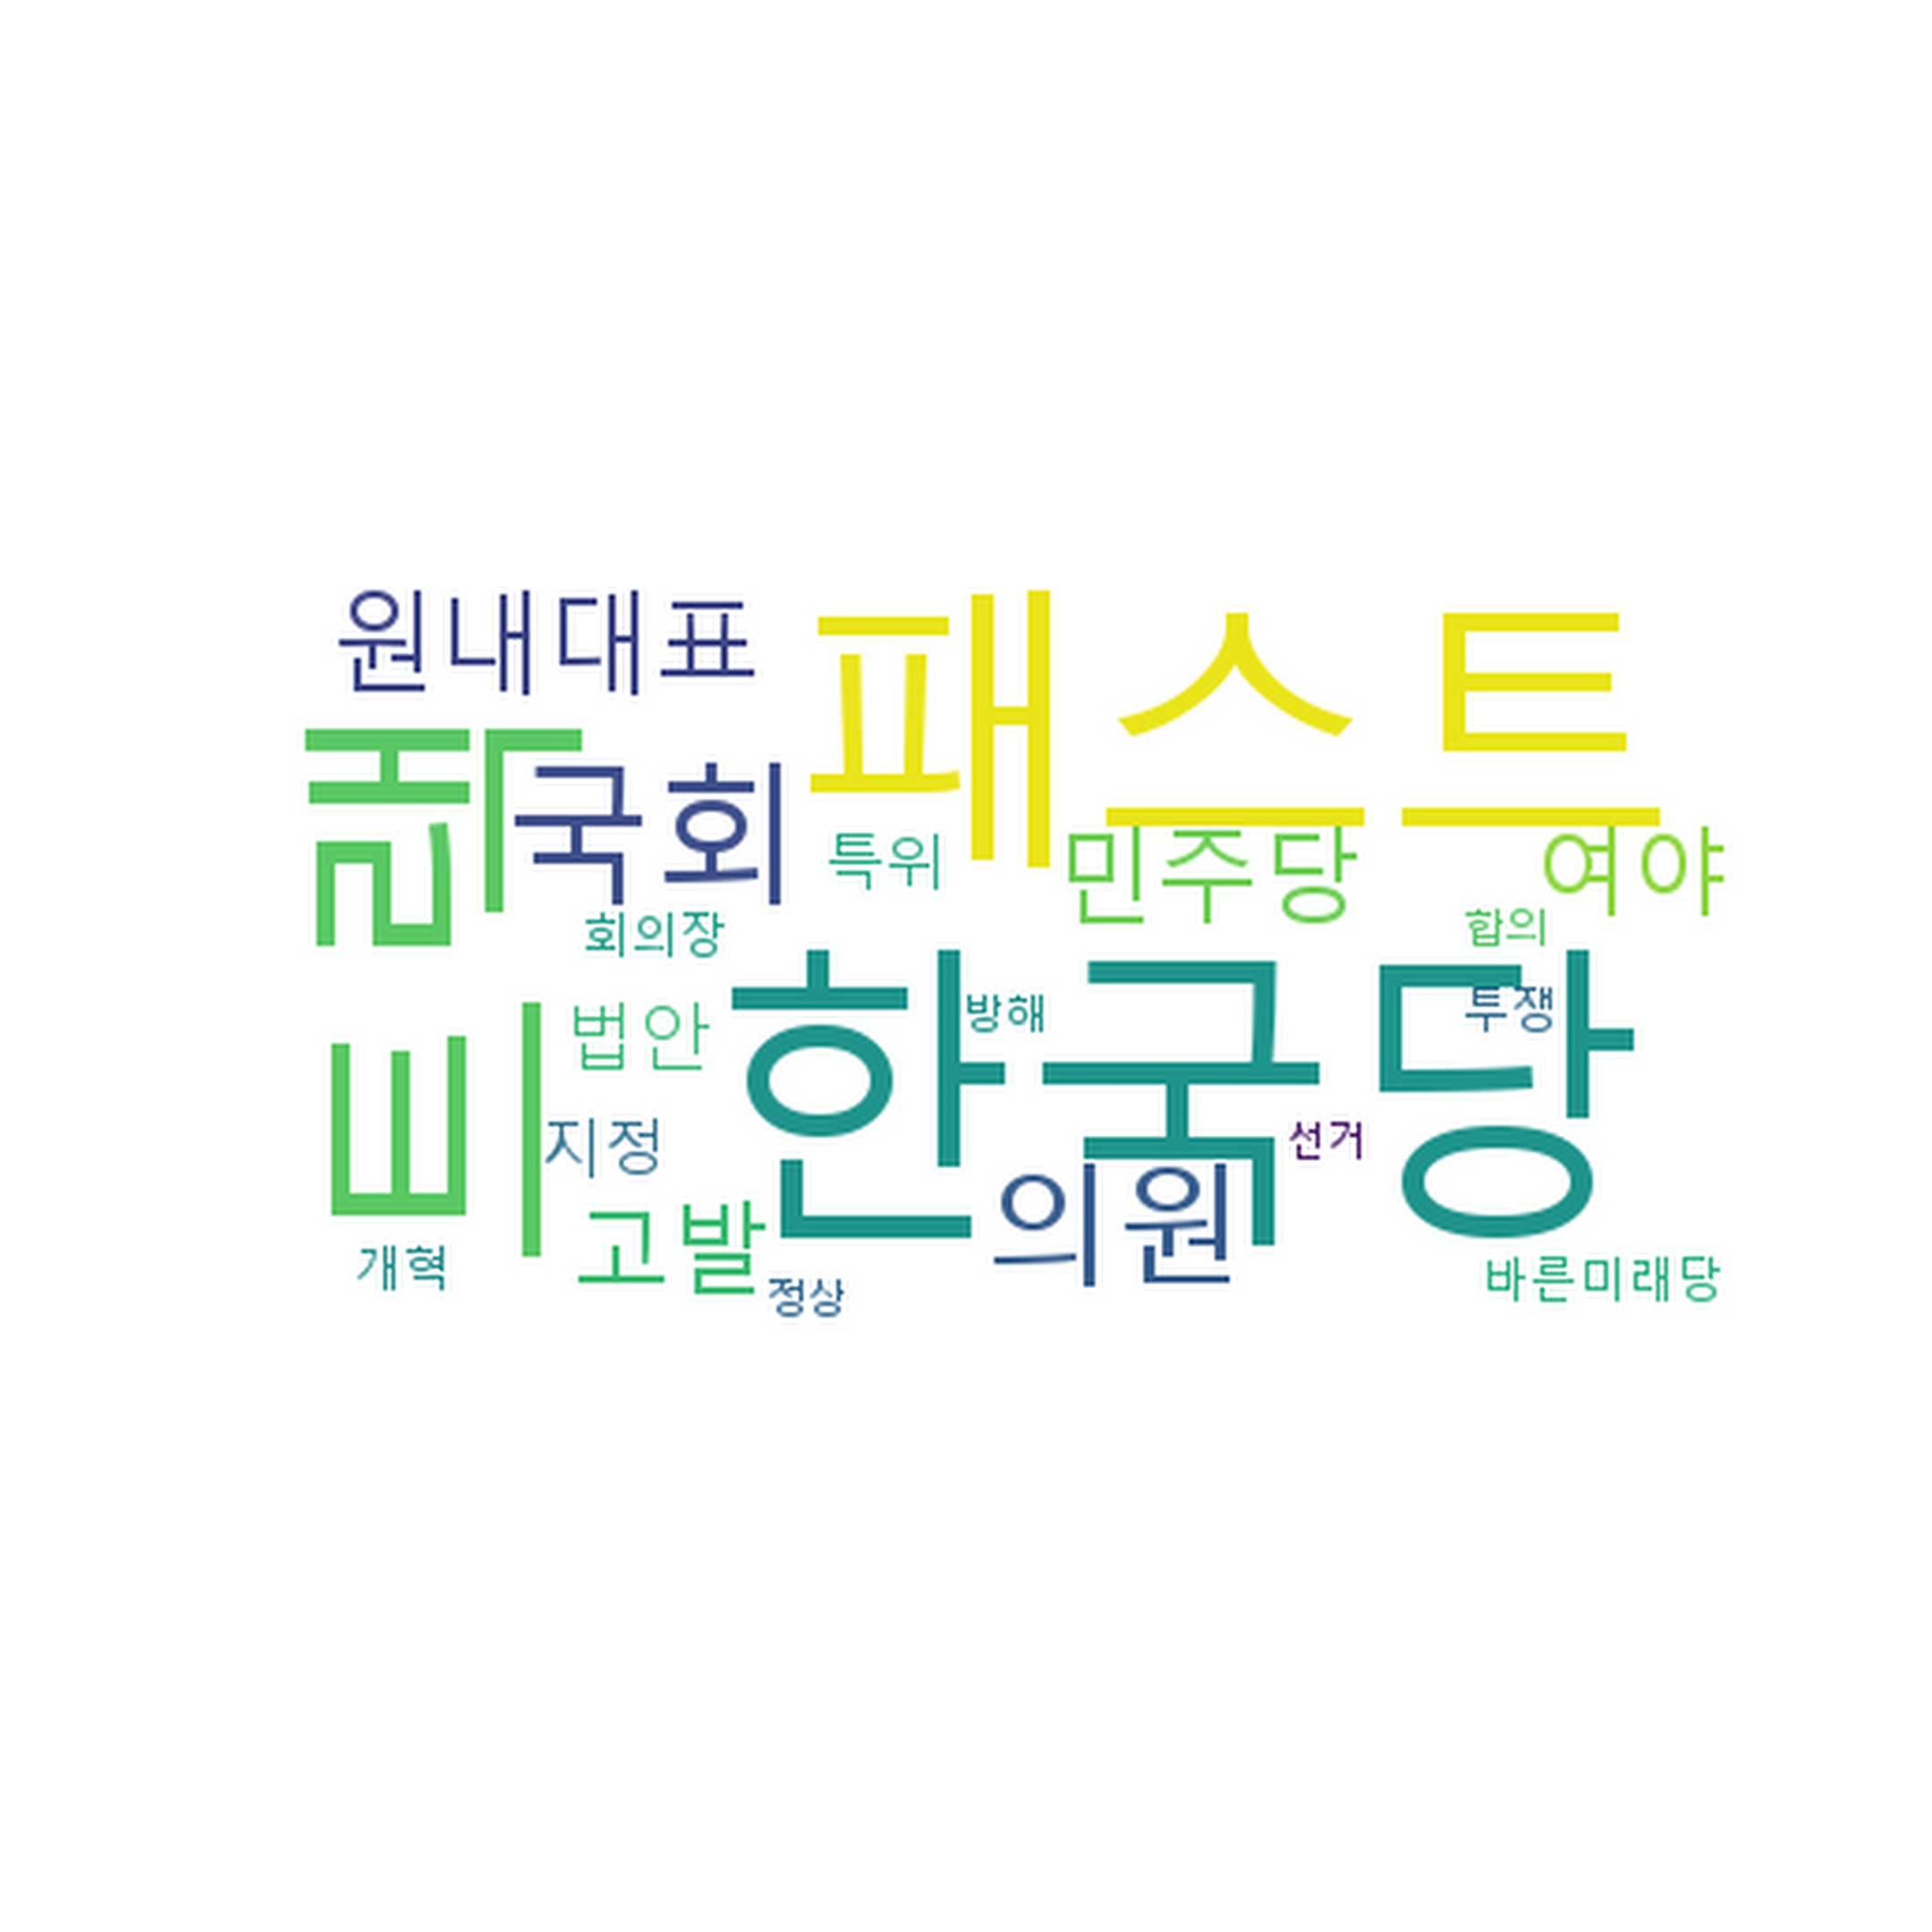 원내대표
패스트
트랙
국회
특위
민주당
여야
회의장
합의
한국당
방해
투쟁
법안
지정
선거
의원
고발
개혁
정상
바른미래당